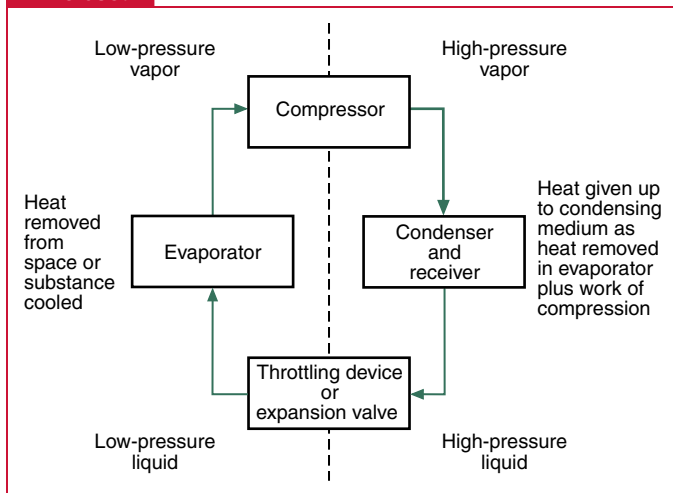 Low-pressure
vapor
High-pressure
vapor
Compressor
Heat
removed
from
space or
substance
cooled
Evaporator
Condenser
and
receiver
Heat given up
to condensing
medium as
heat removed
in evaporator
plus work of
compression
Throttling device
or
expansion valve
Low-pressure
liquid
High-pressure
liquid